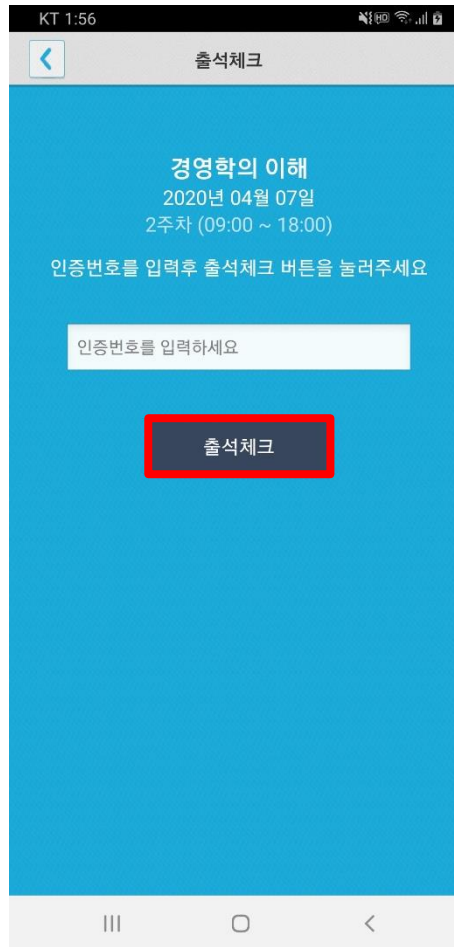 KT 1:56
출석체크
경영학의 이해
2020년 04월 07일
2주차 (09:00 ~ 18:00)
인증번호를 입력후 출석체크 버튼을 눌러주세요
인증번호를 입력하세요
출석체크